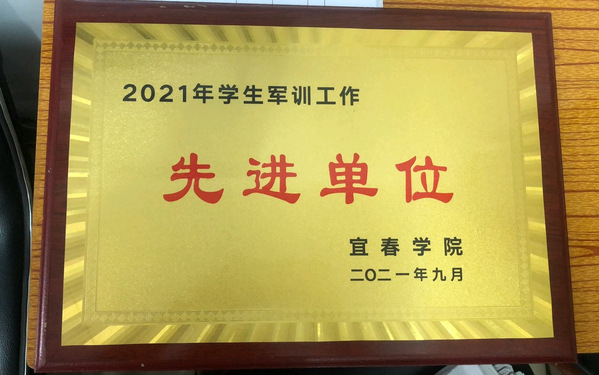 2021年学生军训工作
先进单位
宜春学院
二〇二一年九月